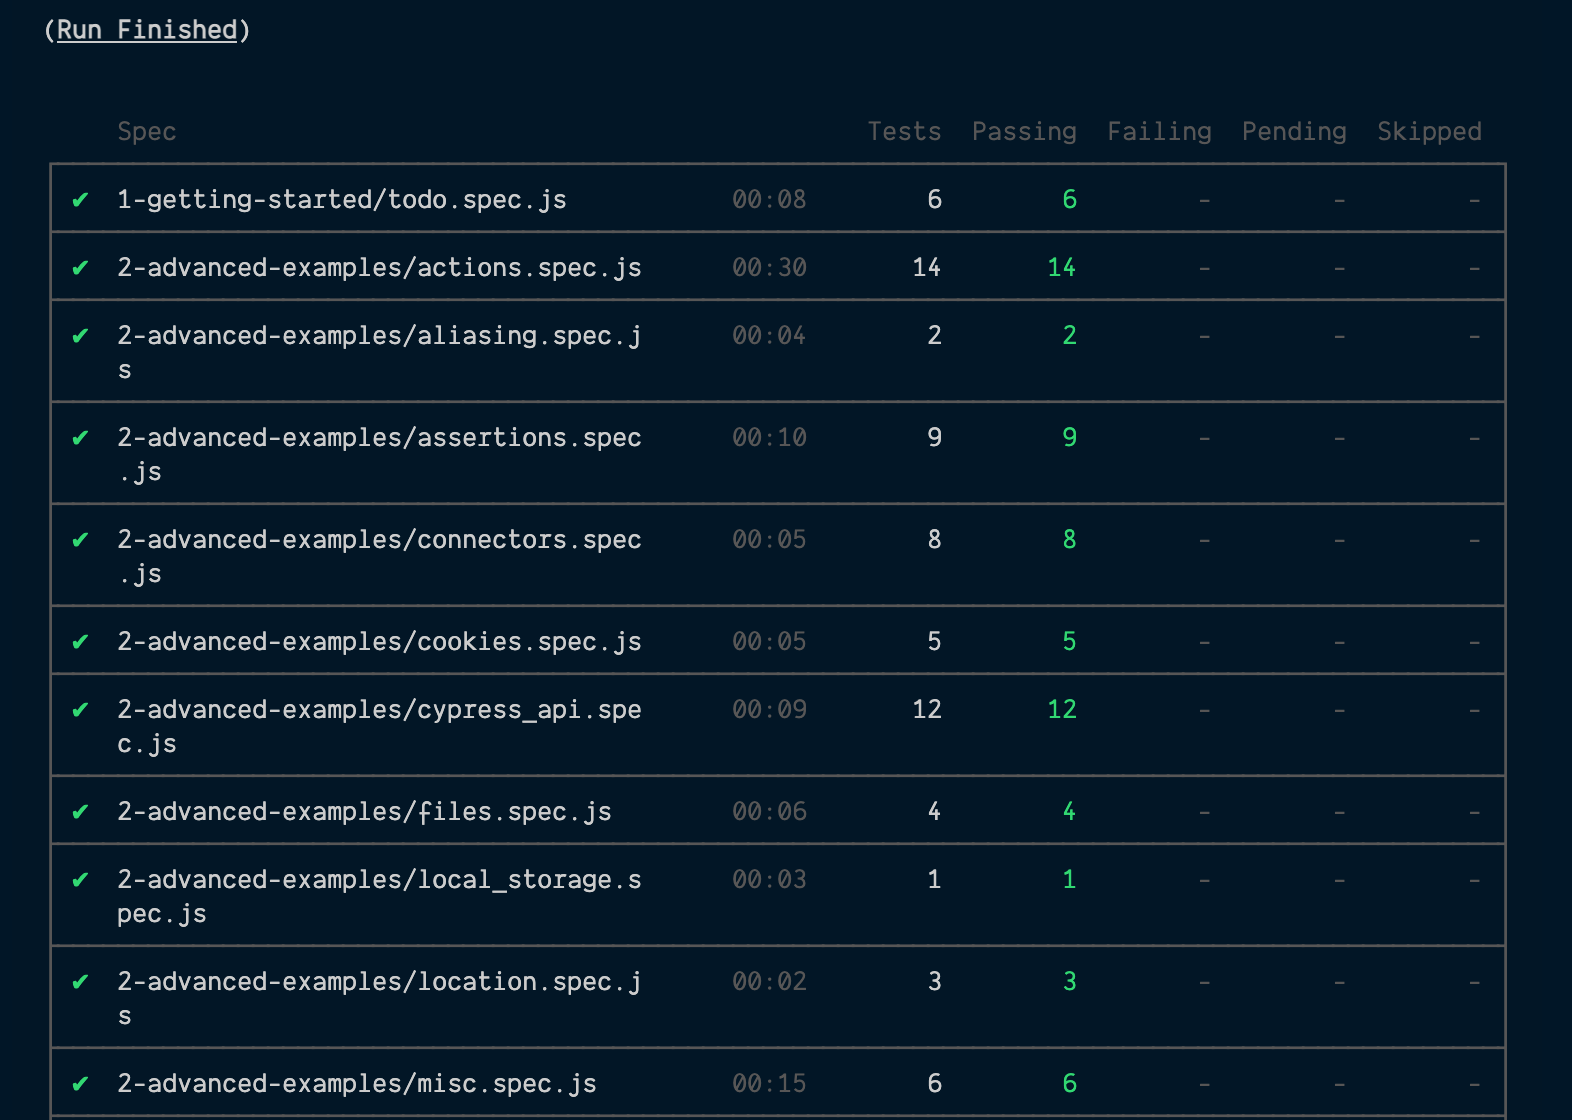 (Run Finished)
Spec Tests Passing Failing Pending Skipped
✔ 1-getting-started/todo.spec.js 00:08 6 6 - - -
✔ 2-advanced-examples/actions.spec.js 00:30 14 14 - - -
✔ 2-advanced-examples/aliasing.spec.j 00:04 2 2 - - -
s
✔ 2-advanced-examples/assertions.spec 00:10 9 9 - - -
.js
✔ 2-advanced-examples/connectors.spec 00:05 8 8 - - -
.js
✔ 2-advanced-examples/cookies.spec.js 00:05 5 5 - - -
✔ 2-advanced-examples/cypress_api.spe 00:09 12 12 - - -
c.js
✔ 2-advanced-examples/files.spec.js 00:06 4 4 - - -
✔ 2-advanced-examples/local_storage.s 00:03 1 1 - - -
pec.js
✔ 2-advanced-examples/location.spec.j 00:02 3 3 - - -
s
✔ 2-advanced-examples/misc.spec.js 00:15 6 6 - - -